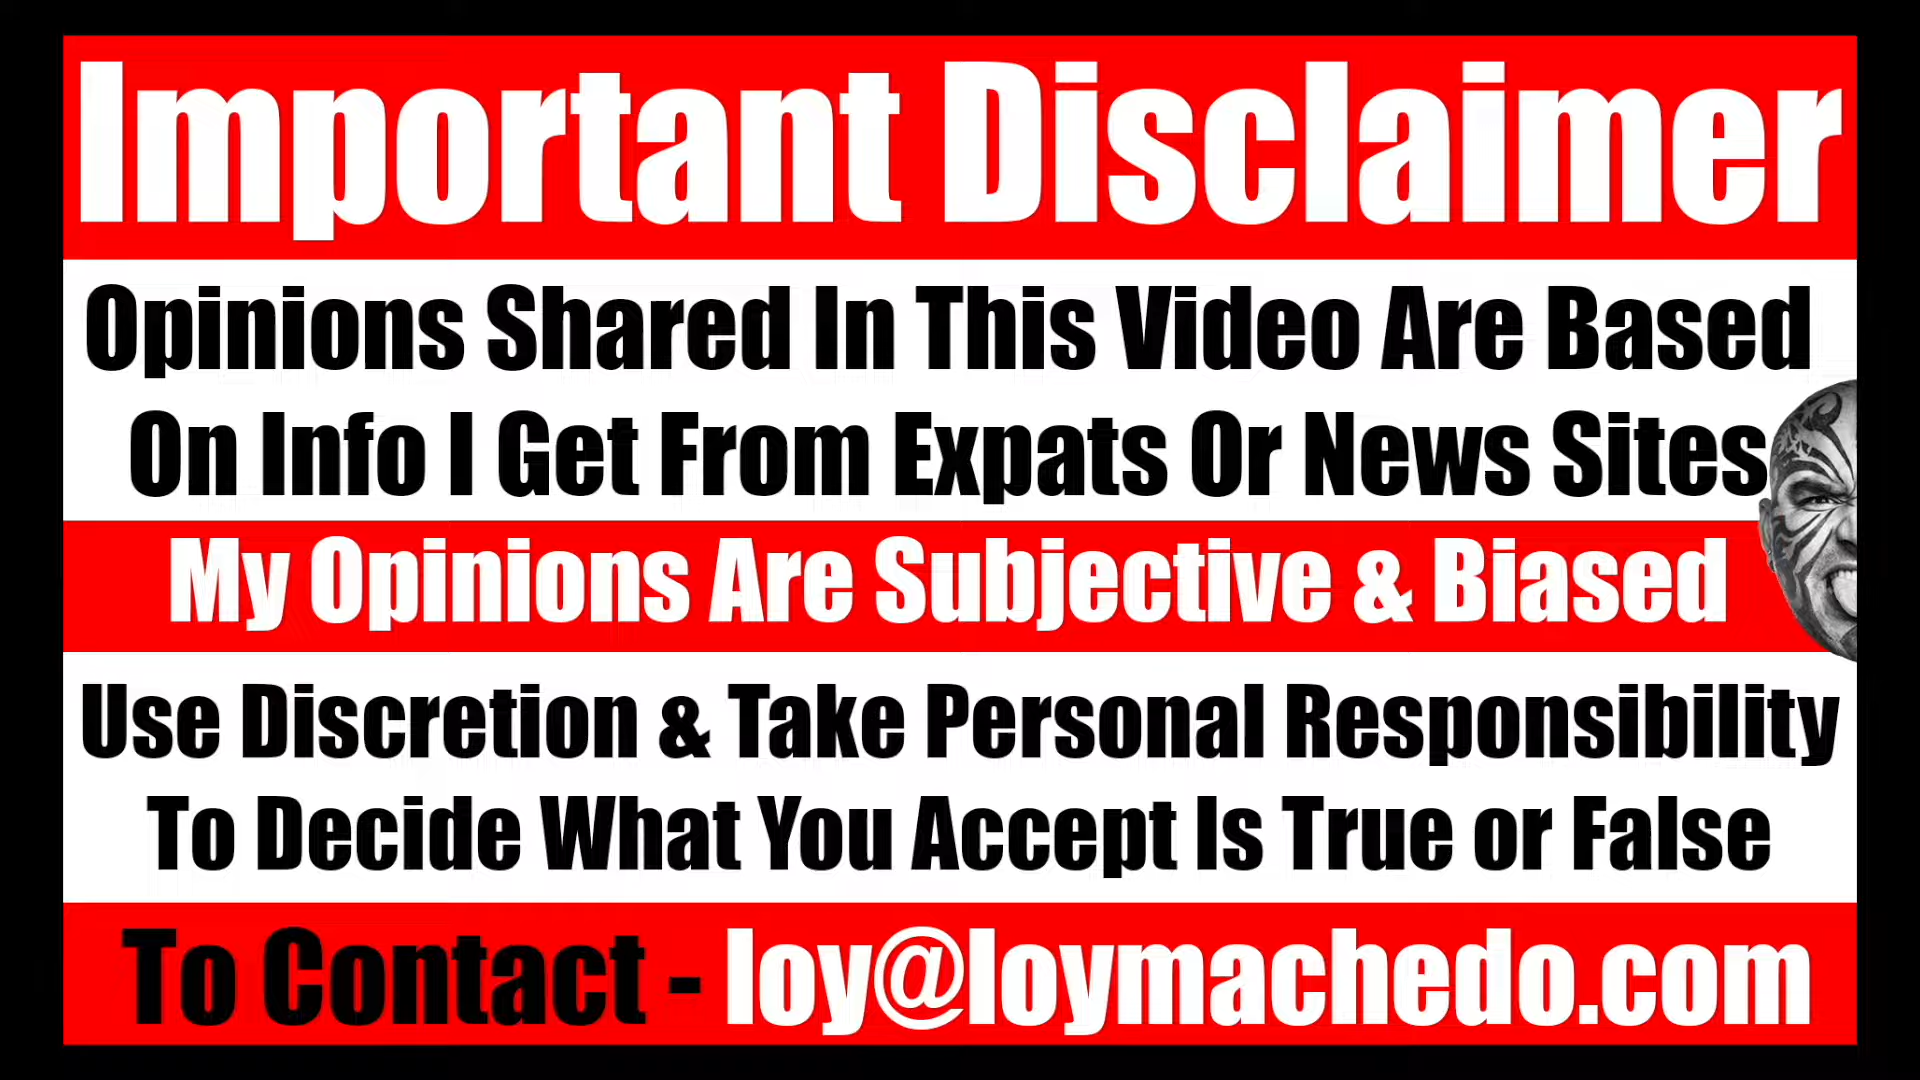 Important Disclaimer
Opinions Shared In This Video Are Based
On Info I Get From Expats Or News Sites
My Opinions Are Subjective & Biased
Use Discretion & Take Personal Responsibility
To Decide What You Accept Is True or False
To Contact - loy@loymachedo.com